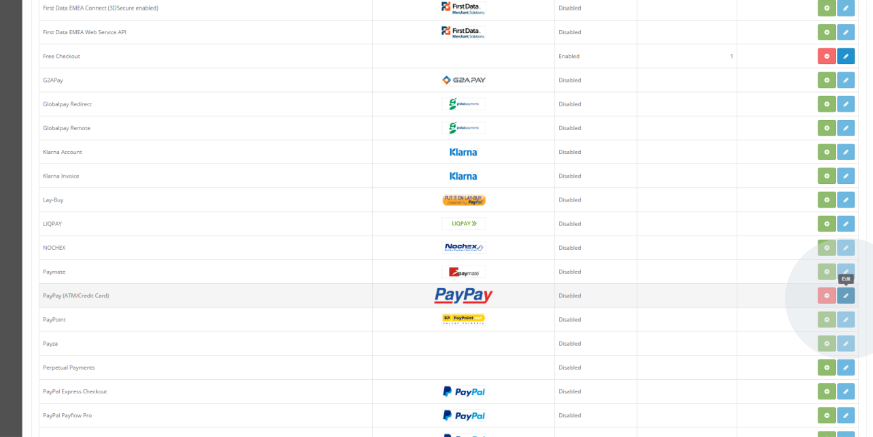 First Data EMEA Connect (3DSecure enabled) First Data. Merchant Solutions. Disabled
First Data EMEA Web Service API First Data. Merchant Solutions. Disabled
Free Checkout Enabled 1
G2APay G2A PAY Disabled
Globalpay Redirect globalpayments Disabled
Globalpay Remote globalpayments Disabled
Klarna Account Klarna Disabled
Klarna Invoice Klarna Disabled
Lay-Buy PUT IT ON LAY-BUY PayPal Disabled
LIQPAY LIQPAY Disabled
NOCHEX Nochex Disabled
Paymate paymate Disabled
Edit
PayPay (ATM/Credit Card) PayPay Disabled
PayPoint PayPoint Disabled
Payza Disabled
Perpetual Payments Disabled
PayPal Express Checkout PayPal Disabled
PayPal Payflow Pro PayPal Disabled